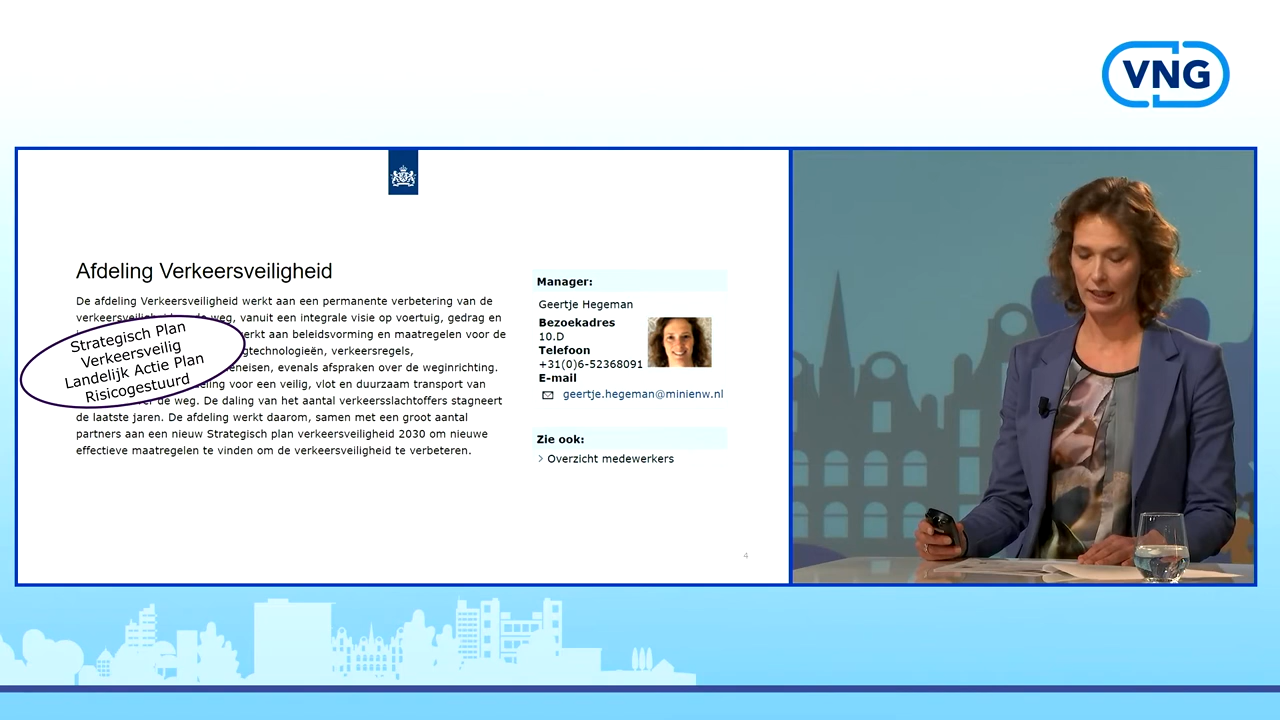 VNG
Afdeling Verkeersveiligheid
De afdeling Verkeersveiligheid werkt aan een permanente verbetering van de
weg, vanuit een integrale visie op voertuig, gedrag en
aan beleidsvorming en maatregelen voor de
verkeersregels,
evenals afspraken over de weginrichting.
voor een veilig, vlot en duurzaam transport van
de weg. De daling van het aantal verkeersslachtoffers stagneert
de laatste jaren. De afdeling werkt daarom, samen met een groot aantal
partners aan een nieuw Strategisch plan verkeersveiligheid 2030 om nieuwe
effectieve maatregelen te vinden om de verkeersveiligheid te verbeteren.
Strategisch Plan
Verkeersveilig
Landelijk Actie Plan
Risicogestuurd
Manager:
Geertje Hegeman
Bezoekadres
10.D
Telefoon
+31(0)6-52368091
E-mail
geertje.hegeman@minienw.nl
Zie ook:
> Overzicht medewerkers
4